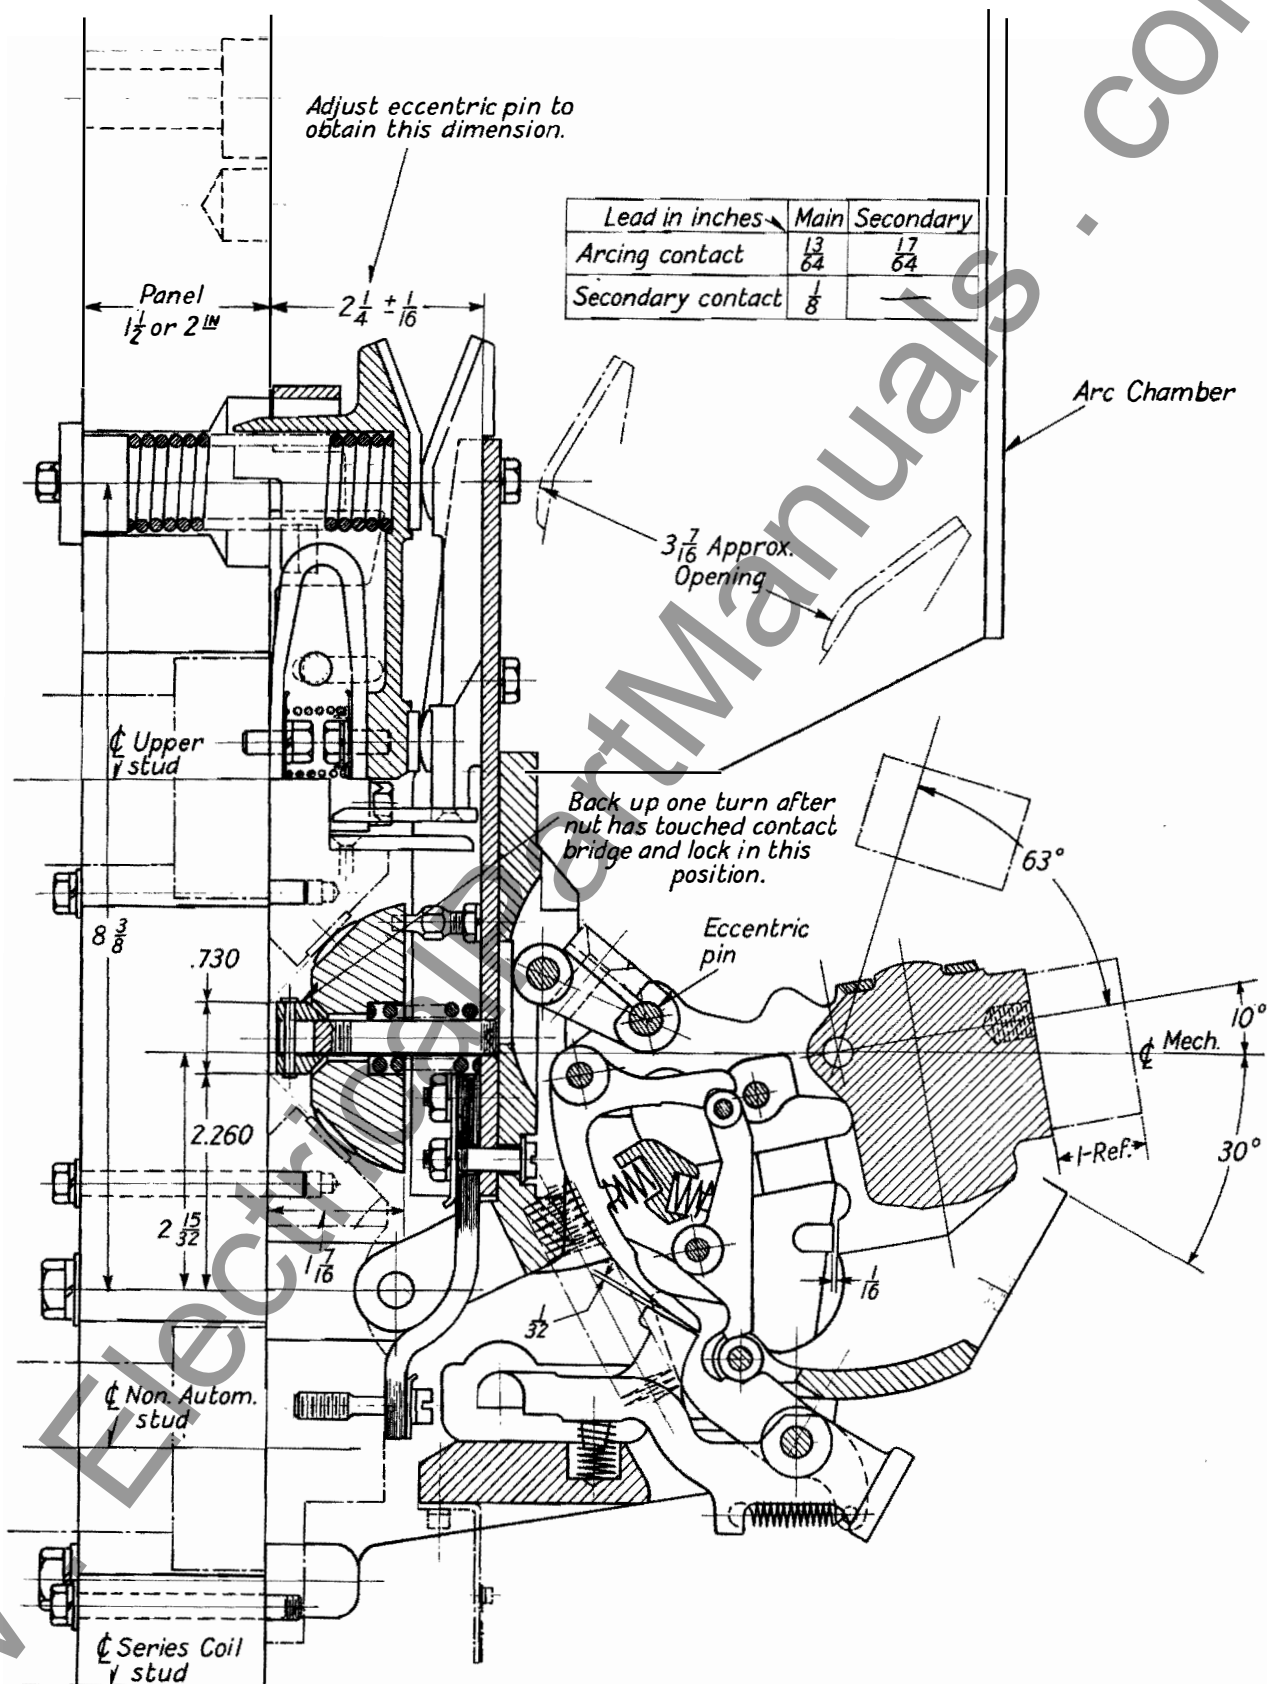 Adjust eccentric pin to
obtain this dimension.
Lead in inches Main Secondary
Arcing contact 13/64 17/64
Secondary contact 1/8 —
Panel
1 1/2 or 2 IN
2 1/4 ± 1/16
Arc Chamber
3 7/16 Approx.
Opening
℄ Upper
stud
Back up one turn after
nut has touched contact
bridge and lock in this
position.
63°
8 3/8
Eccentric
pin
.730
10°
℄ Mech.
2.260
1-Ref.
30°
2 15/32
1 7/16
1/16
1/32
℄ Non. Autom.
stud
℄ Series Coil
stud
ElectricalPartManuals . com